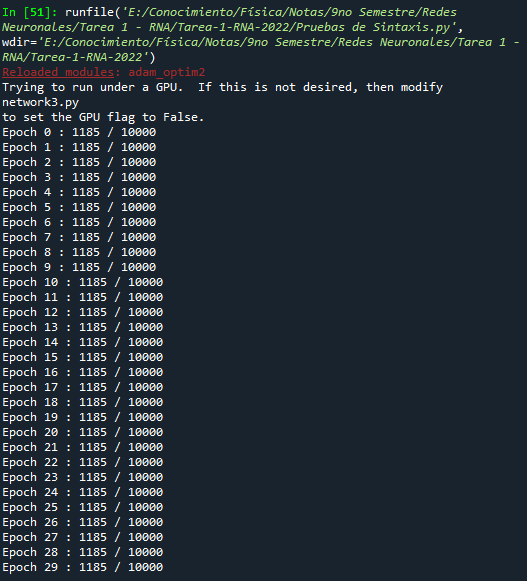 In [51]: runfile('E:/Conocimiento/Física/Notas/9no Semestre/Redes
Neuronales/Tarea 1 - RNA/Tarea-1-RNA-2022/Pruebas de Sintaxis.py',
wdir='E:/Conocimiento/Física/Notas/9no Semestre/Redes Neuronales/Tarea 1 -
RNA/Tarea-1-RNA-2022')
Reloaded modules: adam_optim2
Trying to run under a GPU.  If this is not desired, then modify
network3.py
to set the GPU flag to False.
Epoch 0 : 1185 / 10000
Epoch 1 : 1185 / 10000
Epoch 2 : 1185 / 10000
Epoch 3 : 1185 / 10000
Epoch 4 : 1185 / 10000
Epoch 5 : 1185 / 10000
Epoch 6 : 1185 / 10000
Epoch 7 : 1185 / 10000
Epoch 8 : 1185 / 10000
Epoch 9 : 1185 / 10000
Epoch 10 : 1185 / 10000
Epoch 11 : 1185 / 10000
Epoch 12 : 1185 / 10000
Epoch 13 : 1185 / 10000
Epoch 14 : 1185 / 10000
Epoch 15 : 1185 / 10000
Epoch 16 : 1185 / 10000
Epoch 17 : 1185 / 10000
Epoch 18 : 1185 / 10000
Epoch 19 : 1185 / 10000
Epoch 20 : 1185 / 10000
Epoch 21 : 1185 / 10000
Epoch 22 : 1185 / 10000
Epoch 23 : 1185 / 10000
Epoch 24 : 1185 / 10000
Epoch 25 : 1185 / 10000
Epoch 26 : 1185 / 10000
Epoch 27 : 1185 / 10000
Epoch 28 : 1185 / 10000
Epoch 29 : 1185 / 10000